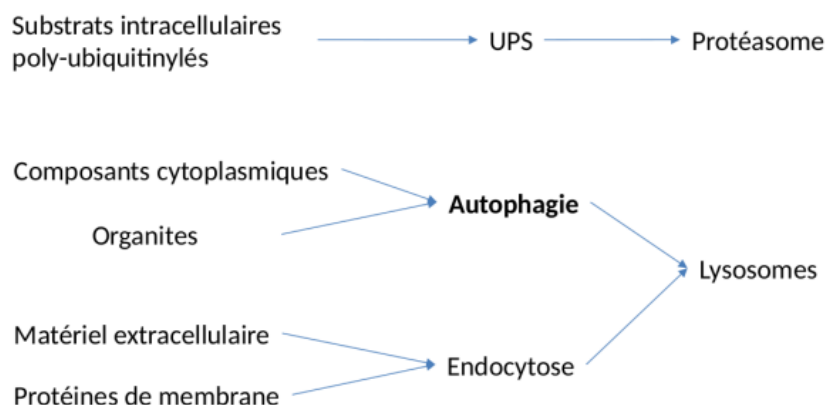 Substrats intracellulaires
poly-ubiquitinylés
UPS
Protéasome
Composants cytoplasmiques
Autophagie
Organites
Lysosomes
Matériel extracellulaire
Endocytose
Protéines de membrane